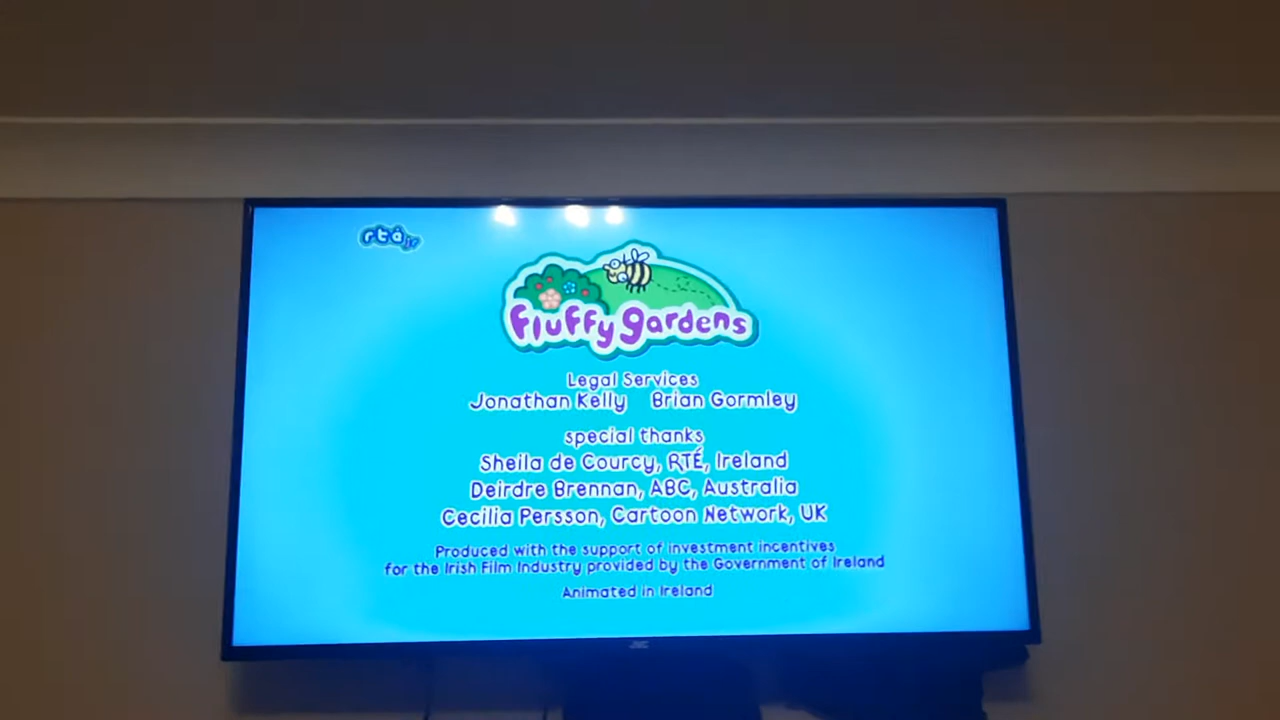 rté jr
Fluffy gardens
Legal Services
Jonathan Kelly Brian Gormley
special thanks
Sheila de Courcy, RTÉ, Ireland
Deirdre Brennan, ABC, Australia
Cecilia Persson, Cartoon Network, UK
Produced with the support of investment incentives
for the Irish Film Industry provided by the Government of Ireland
Animated in Ireland
JVC